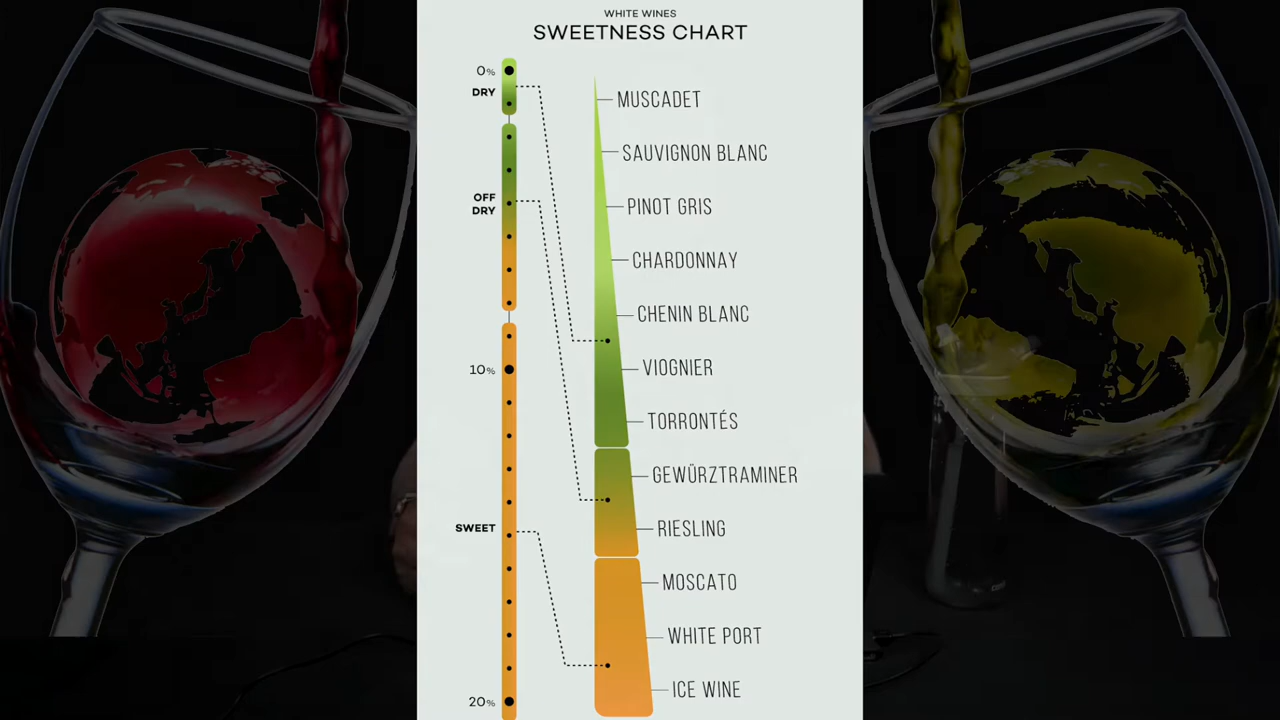 WHITE WINES
SWEETNESS CHART
0%
DRY
OFF
DRY
10%
SWEET
20%
MUSCADET
SAUVIGNON BLANC
PINOT GRIS
CHARDONNAY
CHENIN BLANC
VIOGNIER
TORRONTÉS
GEWÜRZTRAMINER
RIESLING
MOSCATO
WHITE PORT
ICE WINE